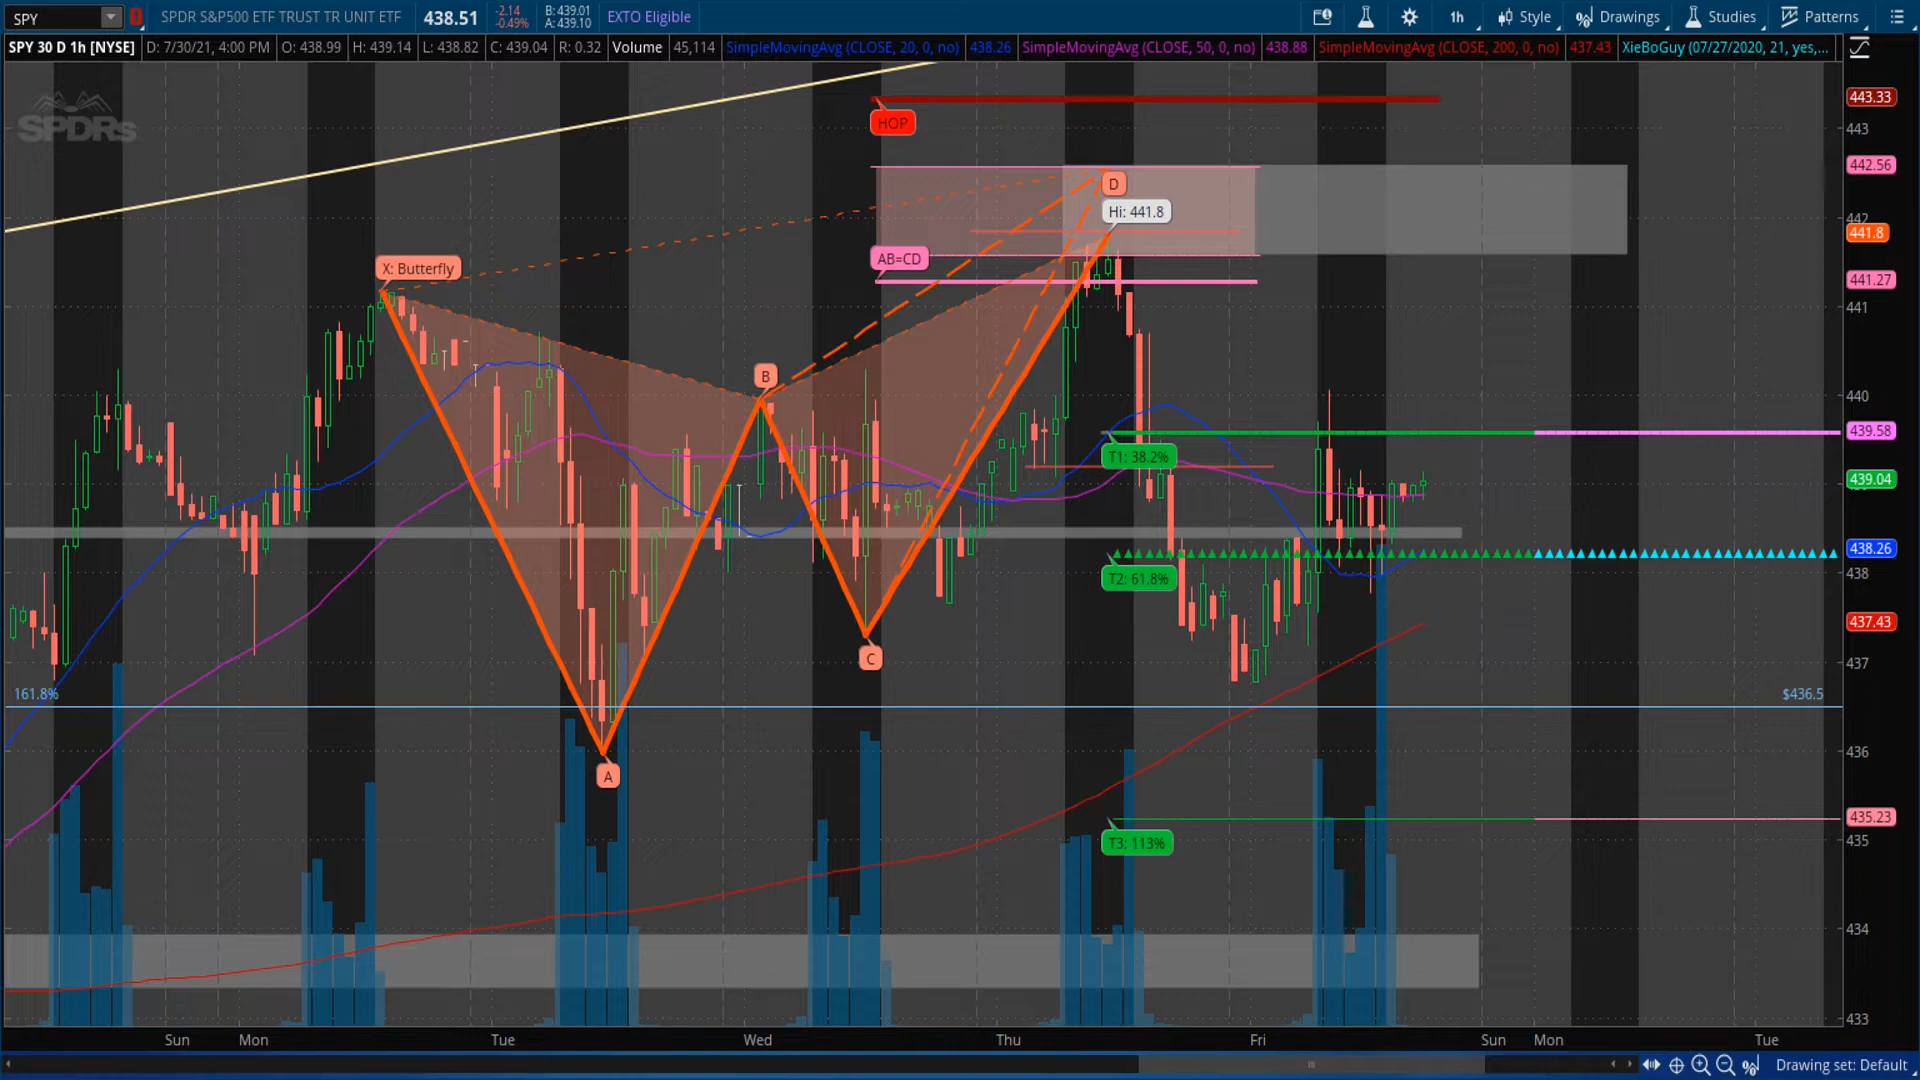 SPY SPDR S&P500 ETF TRUST TR UNIT ETF 438.51 -2.14 -0.49% B: 439.01 A: 439.10 EXTO Eligible 1h Style Drawings Studies Patterns
SPY 30 D 1h [NYSE] D: 7/30/21, 4:00 PM O: 438.99 H: 439.14 L: 438.82 C: 439.04 R: 0.32 Volume 45,114 SimpleMovingAvg (CLOSE, 20, 0, no) 438.26 SimpleMovingAvg (CLOSE, 50, 0, no) 438.88 SimpleMovingAvg (CLOSE, 200, 0, no) 437.43 XieBoGuy (07/27/2020, 21, yes,...
SPDRs
443.33
HOP
443
442.56
D
Hi: 441.8
442
441.8
AB=CD
X: Butterfly
441.27
441
B
440
439.58
T1: 38.2%
439.04
438.26
T2: 61.8%
438
437.43
C
437
161.8%
$436.5
436
A
435.23
T3: 113%
435
434
433
Sun Mon Tue Wed Thu Fri Sun Mon Tue
Drawing set: Default